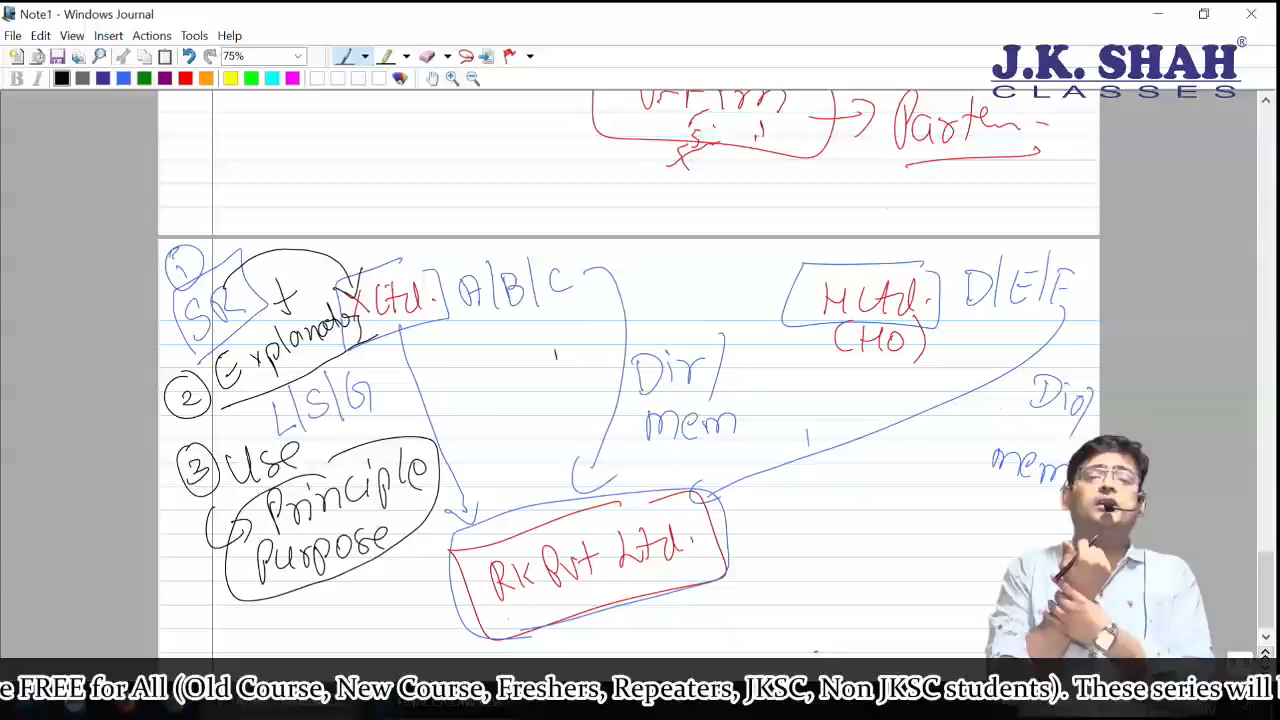 Note1 - Windows Journal
File Edit View Insert Actions Tools Help
75%
J.K. SHAH®
CLASSES
Parten
①
SR + Explanatory
X Ltd. A/B/C
H Ltd. D/E/F
(HO)
②
L/S/G
Dir/
mem
Dir/
mem
③ Use
Principle
Purpose
RK Pvt Ltd.
e FREE for All (Old Course, New Course, Freshers, Repeaters, JKSC, Non JKSC students). These series will